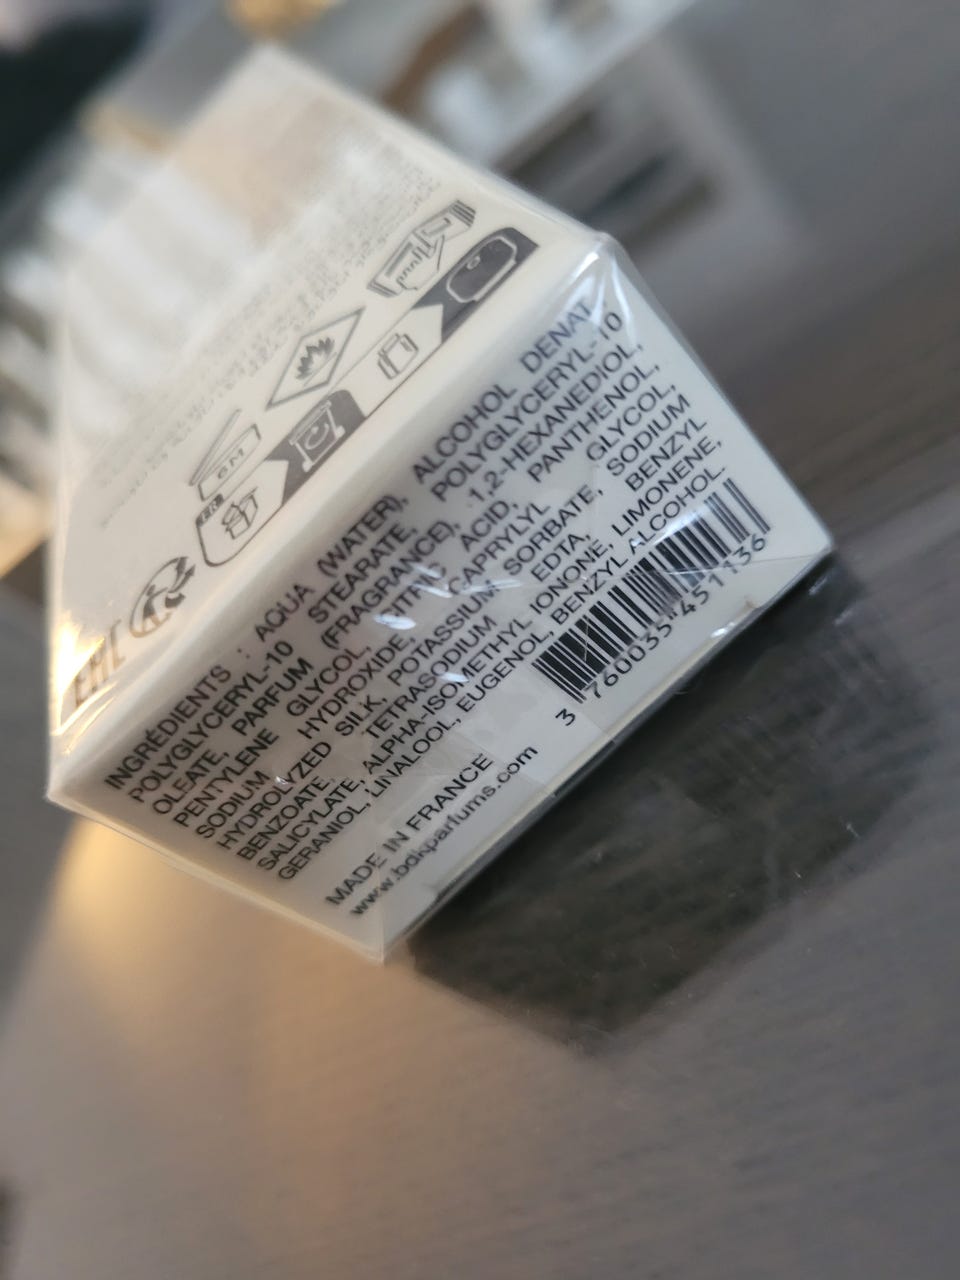 INGRÉDIENTS : AQUA (WATER), ALCOHOL DENAT.,
POLYGLYCERYL-10 STEARATE, POLYGLYCERYL-10
OLEATE, PARFUM (FRAGRANCE), 1,2-HEXANEDIOL,
PENTYLENE GLYCOL, CITRIC ACID, PANTHENOL,
SODIUM HYDROXIDE, CAPRYLYL GLYCOL,
HYDROLYZED SILK, POTASSIUM SORBATE, SODIUM
BENZOATE, TETRASODIUM EDTA, BENZYL
SALICYLATE, ALPHA-ISOMETHYL IONONE, LIMONENE,
GERANIOL, LINALOOL, EUGENOL, BENZYL ALCOHOL.
MADE IN FRANCE
www.bdkparfums.com
3 760035 451136
6M
FR
EAC